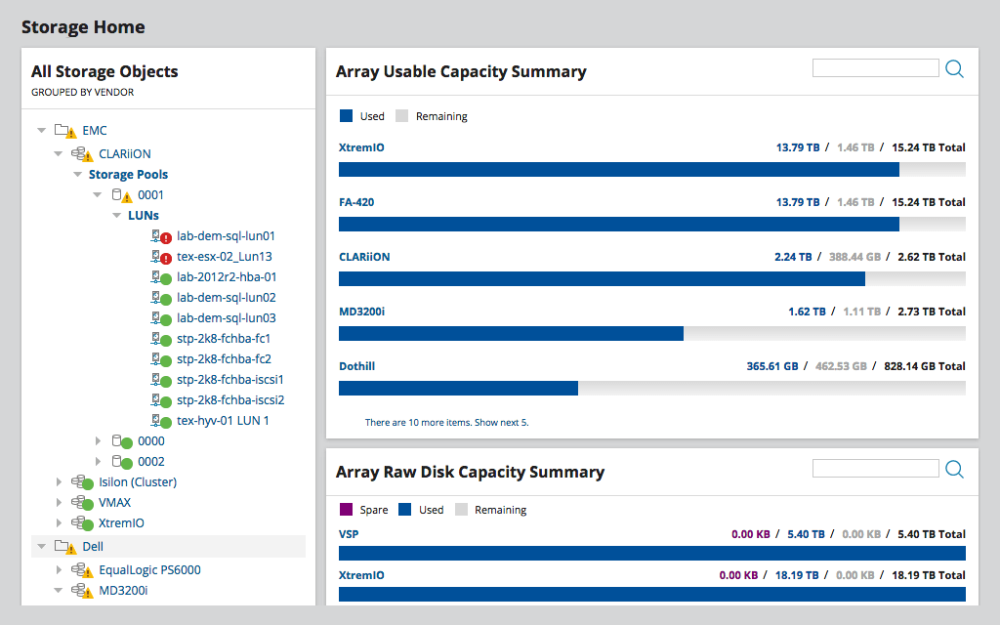 Storage Home
All Storage Objects
GROUPED BY VENDOR
EMC
CLARiiON
Storage Pools
0001
LUNs
lab-dem-sql-lun01
tex-esx-02_Lun13
lab-2012r2-hba-01
lab-dem-sql-lun02
lab-dem-sql-lun03
stp-2k8-fchba-fc1
stp-2k8-fchba-fc2
stp-2k8-fchba-iscsi1
stp-2k8-fchba-iscsi2
tex-hyv-01 LUN 1
0000
0002
Isilon (Cluster)
VMAX
XtremIO
Dell
EqualLogic PS6000
MD3200i
Array Usable Capacity Summary
Used Remaining
XtremIO 13.79 TB / 1.46 TB / 15.24 TB Total
FA-420 13.79 TB / 1.46 TB / 15.24 TB Total
CLARiiON 2.24 TB / 388.44 GB / 2.62 TB Total
MD3200i 1.62 TB / 1.11 TB / 2.73 TB Total
Dothill 365.61 GB / 462.53 GB / 828.14 GB Total
There are 10 more items. Show next 5.
Array Raw Disk Capacity Summary
Spare Used Remaining
VSP 0.00 KB / 5.40 TB / 0.00 KB / 5.40 TB Total
XtremIO 0.00 KB / 18.19 TB / 0.00 KB / 18.19 TB Total